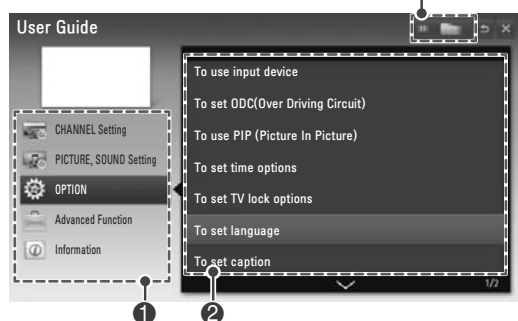 User Guide
CHANNEL Setting
PICTURE, SOUND Setting
OPTION
Advanced Function
Information
To use input device
To set ODC(Over Driving Circuit)
To use PIP (Picture In Picture)
To set time options
To set TV lock options
To set language
To set caption
1/2
1
2